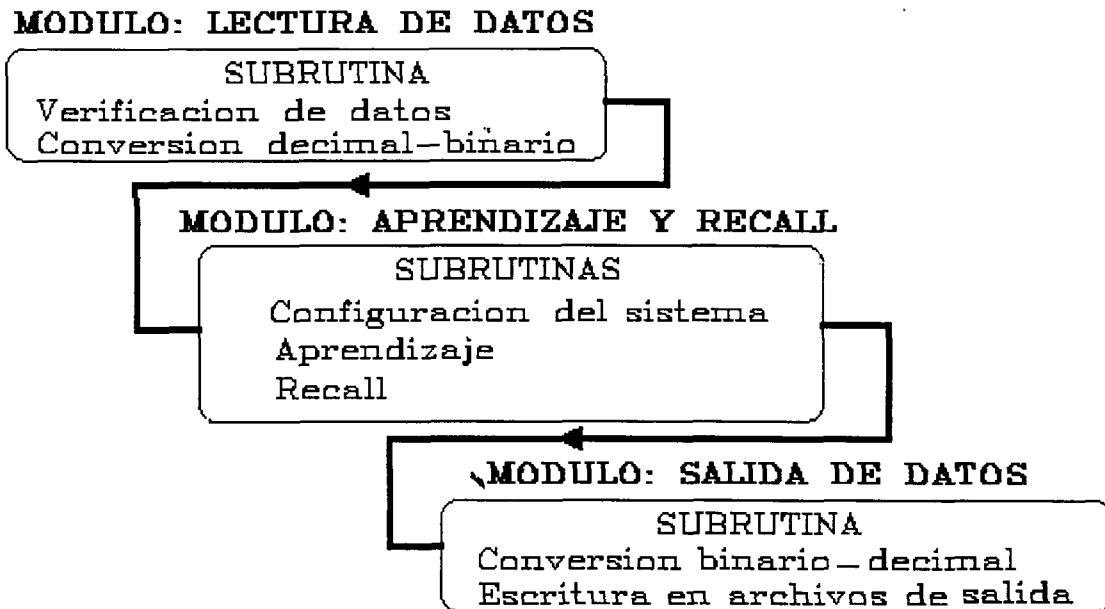 MODULO: LECTURA DE DATOS
SUBRUTINA
Verificacion de datos
Conversion decimal-binario
MODULO: APRENDIZAJE Y RECALL
SUBRUTINAS
Configuracion del sistema
Aprendizaje
Recall
MODULO: SALIDA DE DATOS
SUBRUTINA
Conversion binario-decimal
Escritura en archivos de salida